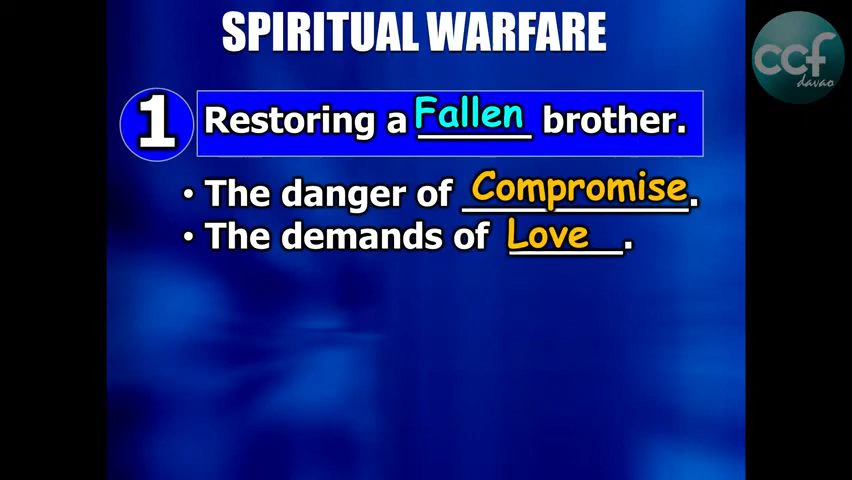 SPIRITUAL WARFARE
ccf
davao
1 Restoring a Fallen brother.
• The danger of Compromise.
• The demands of Love.